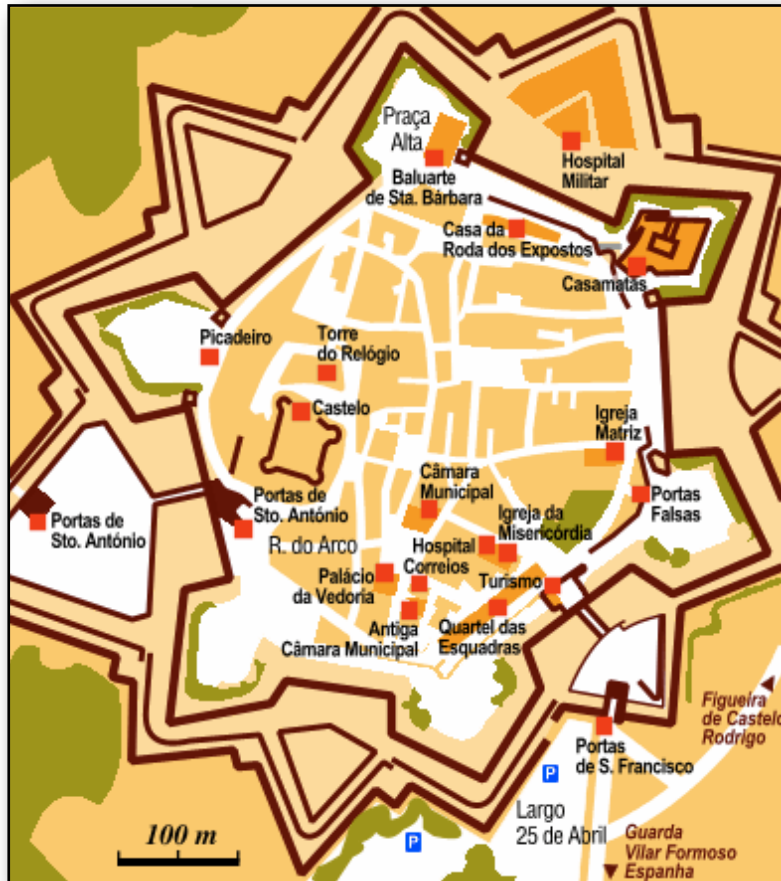 Praça
Alta
Baluarte
de Sta. Bárbara
Hospital
Militar
Casa da
Roda dos Expostos
Casamatas
Picadeiro
Torre
do Relógio
Castelo
Igreja
Matriz
Câmara
Municipal
Portas
Falsas
Portas de
Sto. António
Portas de
Sto. António
R. do Arco
Igreja da
Misericórdia
Hospital
Correios
Palácio
da Vedoria
Turismo
Antiga
Câmara Municipal
Quartel das
Esquadras
Figueira
de Castelo
Rodrigo
Portas
de S. Francisco
P
Largo
25 de Abril
P
100 m
Guarda
Vilar Formoso
Espanha